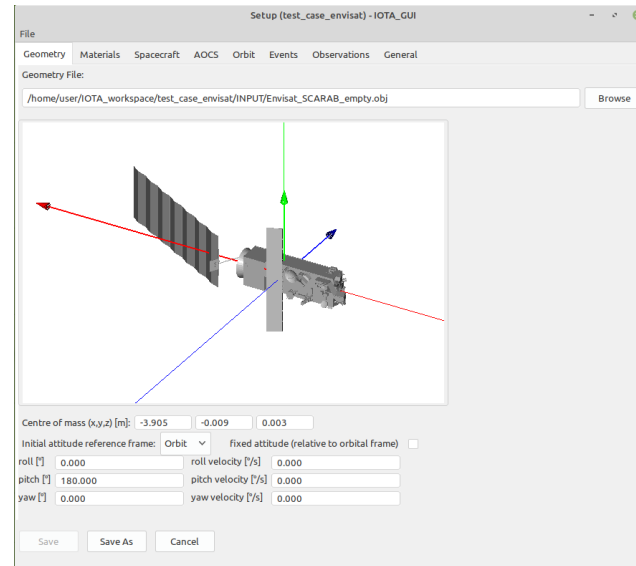 Setup (test_case_envisat) - IOTA_GUI
File
Geometry Materials Spacecraft AOCS Orbit Events Observations General
Geometry File:
/home/user/IOTA_workspace/test_case_envisat/INPUT/Envisat_SCARAB_empty.obj Browse
Centre of mass (x,y,z) [m]: -3.905 -0.009 0.003
Initial attitude reference frame: Orbit fixed attitude (relative to orbital frame)
roll [°] 0.000 roll velocity [°/s] 0.000
pitch [°] 180.000 pitch velocity [°/s] 0.000
yaw [°] 0.000 yaw velocity [°/s] 0.000
Save Save As Cancel